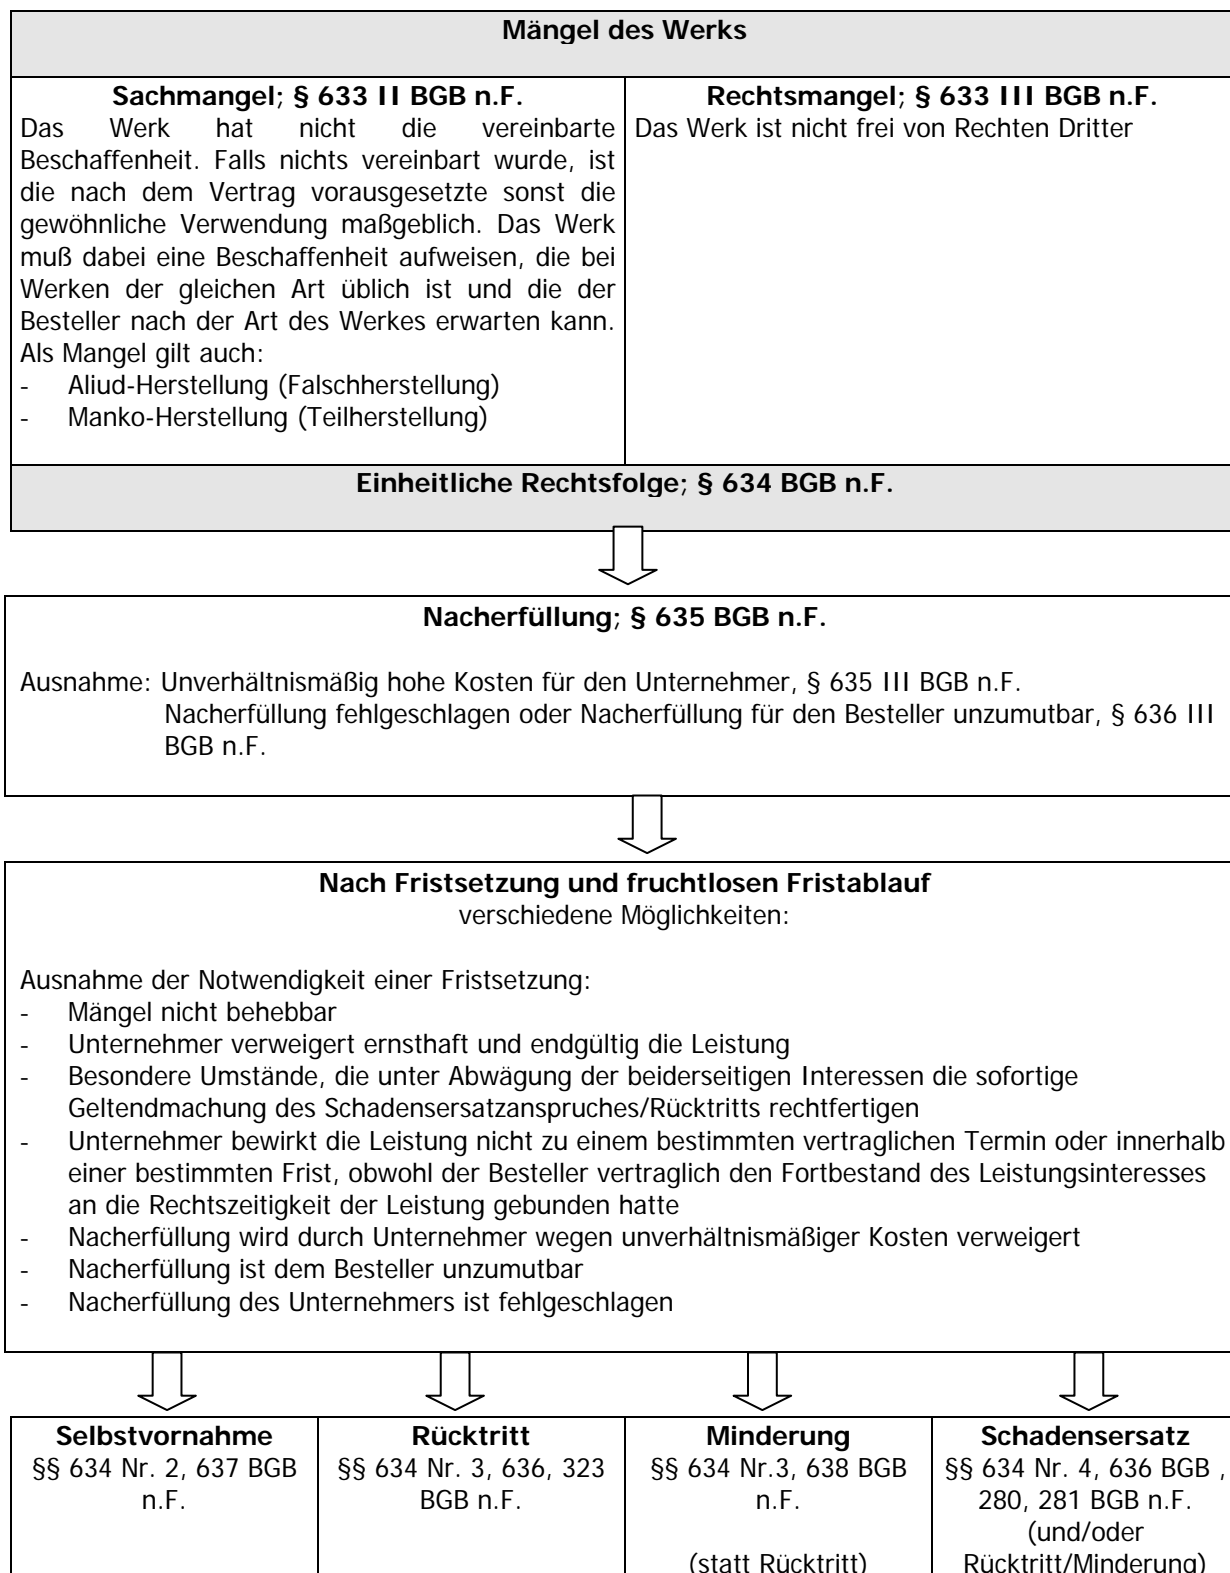 Mängel des Werks
Sachmangel; § 633 II BGB n.F.
Das Werk hat nicht die vereinbarte
Beschaffenheit. Falls nichts vereinbart wurde, ist
die nach dem Vertrag vorausgesetzte sonst die
gewöhnliche Verwendung maßgeblich. Das Werk
muß dabei eine Beschaffenheit aufweisen, die bei
Werken der gleichen Art üblich ist und die der
Besteller nach der Art des Werkes erwarten kann.
Als Mangel gilt auch:
- Aliud-Herstellung (Falschherstellung)
- Manko-Herstellung (Teilherstellung)
Rechtsmangel; § 633 III BGB n.F.
Das Werk ist nicht frei von Rechten Dritter
Einheitliche Rechtsfolge; § 634 BGB n.F.
Nacherfüllung; § 635 BGB n.F.
Ausnahme: Unverhältnismäßig hohe Kosten für den Unternehmer, § 635 III BGB n.F.
Nacherfüllung fehlgeschlagen oder Nacherfüllung für den Besteller unzumutbar, § 636 III
BGB n.F.
Nach Fristsetzung und fruchtlosen Fristablauf
verschiedene Möglichkeiten:
Ausnahme der Notwendigkeit einer Fristsetzung:
- Mängel nicht behebbar
- Unternehmer verweigert ernsthaft und endgültig die Leistung
- Besondere Umstände, die unter Abwägung der beiderseitigen Interessen die sofortige
Geltendmachung des Schadensersatzanspruches/Rücktritts rechtfertigen
- Unternehmer bewirkt die Leistung nicht zu einem bestimmten vertraglichen Termin oder innerhalb
einer bestimmten Frist, obwohl der Besteller vertraglich den Fortbestand des Leistungsinteresses
an die Rechtszeitigkeit der Leistung gebunden hatte
- Nacherfüllung wird durch Unternehmer wegen unverhältnismäßiger Kosten verweigert
- Nacherfüllung ist dem Besteller unzumutbar
- Nacherfüllung des Unternehmers ist fehlgeschlagen
Selbstvornahme
§§ 634 Nr. 2, 637 BGB
n.F.
Rücktritt
§§ 634 Nr. 3, 636, 323
BGB n.F.
Minderung
§§ 634 Nr.3, 638 BGB
n.F.
(statt Rücktritt)
Schadensersatz
§§ 634 Nr. 4, 636 BGB ,
280, 281 BGB n.F.
(und/oder
Rücktritt/Minderung)